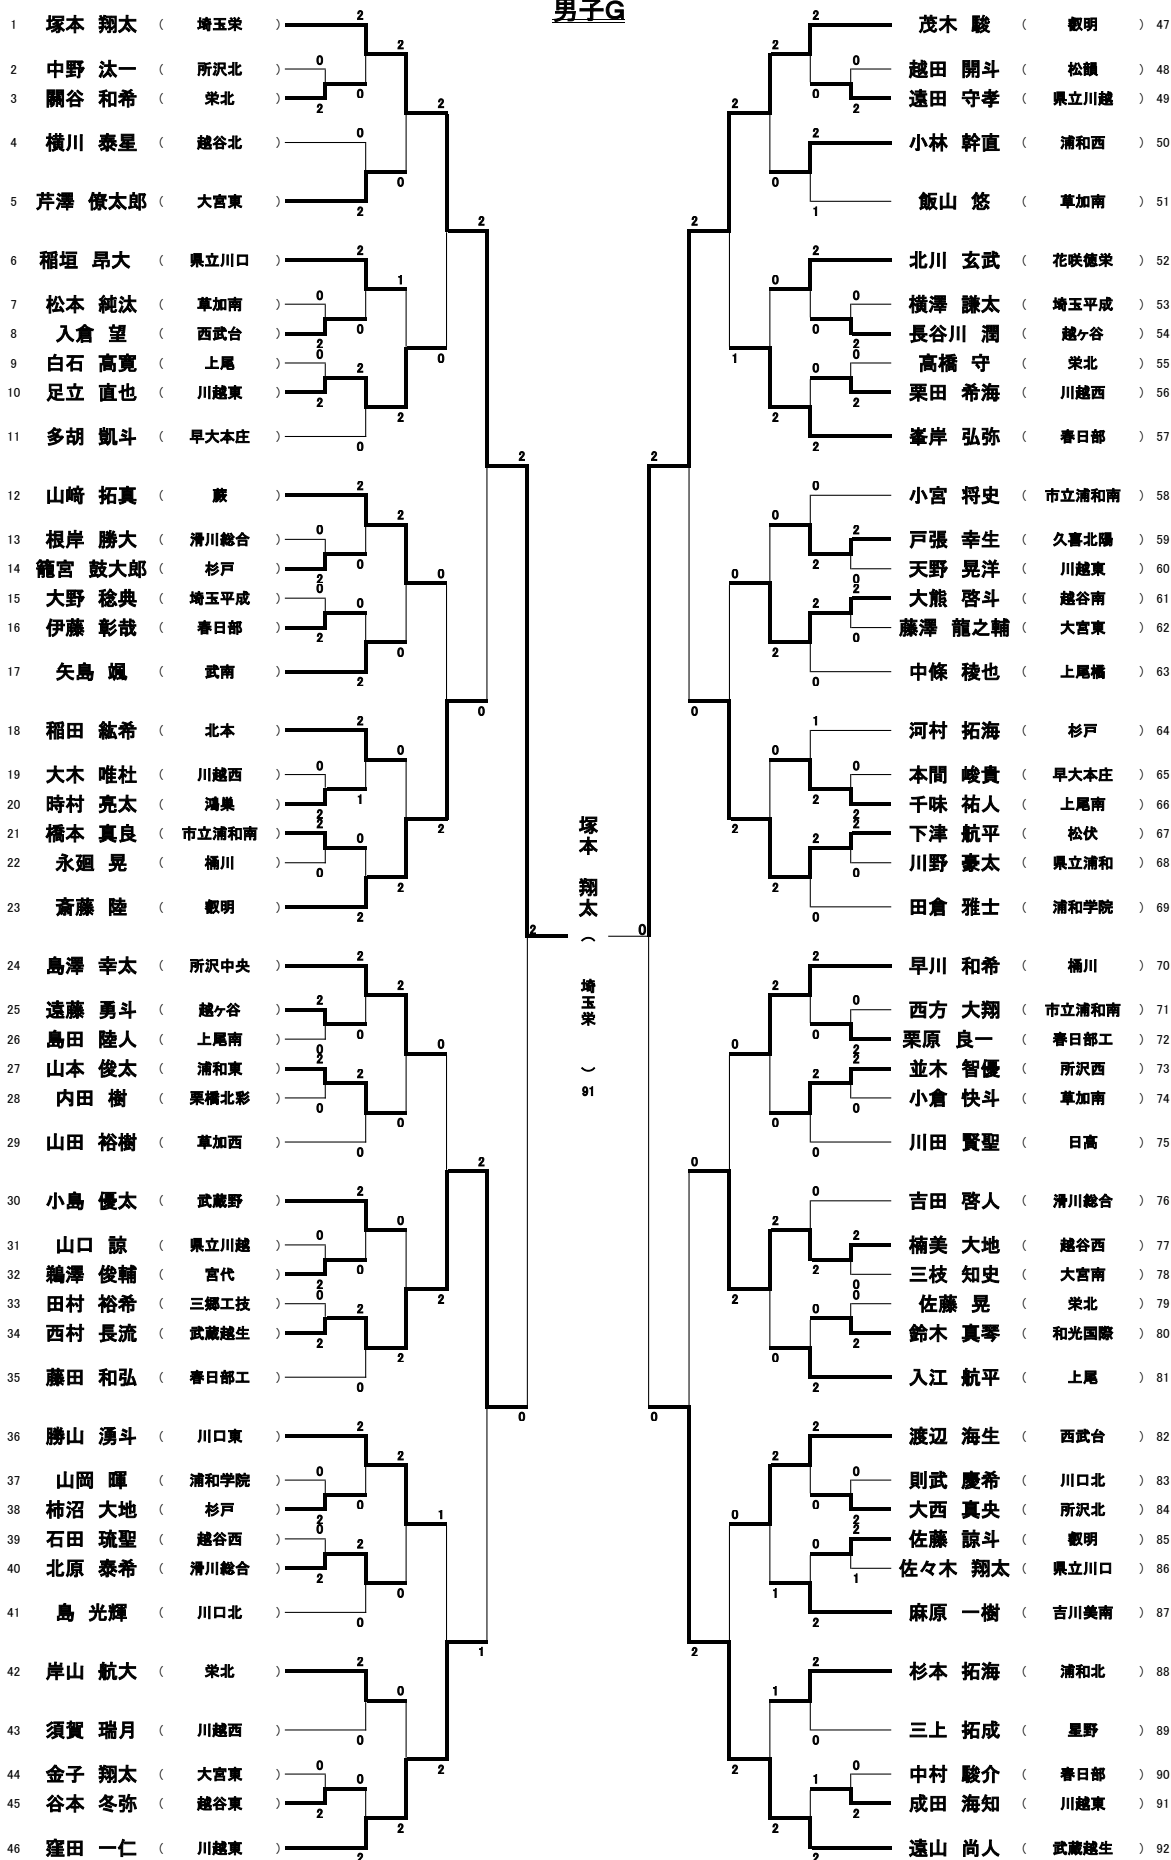 男子G
1 塚本 翔太 ( 埼玉栄 )
2 中野 汰一 ( 所沢北 )
3 關谷 和希 ( 栄北 )
4 横川 泰星 ( 越谷北 )
5 芹澤 僚太郎 ( 大宮東 )
6 稲垣 昂大 ( 県立川口 )
7 松本 純汰 ( 草加南 )
8 入倉 望 ( 西武台 )
9 白石 高寛 ( 上尾 )
10 足立 直也 ( 川越東 )
11 多胡 凱斗 ( 早大本庄 )
12 山﨑 拓真 ( 蕨 )
13 根岸 勝大 ( 滑川総合 )
14 籠宮 鼓大郎 ( 杉戸 )
15 大野 稔典 ( 埼玉平成 )
16 伊藤 彰哉 ( 春日部 )
17 矢島 颯 ( 武南 )
18 稲田 紘希 ( 北本 )
19 大木 唯杜 ( 川越西 )
20 時村 亮太 ( 鴻巣 )
21 橋本 真良 ( 市立浦和南 )
22 永廻 晃 ( 桶川 )
23 斎藤 陸 ( 叡明 )
24 島澤 幸太 ( 所沢中央 )
25 遠藤 勇斗 ( 越ヶ谷 )
26 島田 陸人 ( 上尾南 )
27 山本 俊太 ( 浦和東 )
28 内田 樹 ( 栗橋北彩 )
29 山田 裕樹 ( 草加西 )
30 小島 優太 ( 武蔵野 )
31 山口 諒 ( 県立川越 )
32 鵜澤 俊輔 ( 宮代 )
33 田村 裕希 ( 三郷工技 )
34 西村 長流 ( 武蔵越生 )
35 藤田 和弘 ( 春日部工 )
36 勝山 湧斗 ( 川口東 )
37 山岡 暉 ( 浦和学院 )
38 柿沼 大地 ( 杉戸 )
39 石田 琉聖 ( 越谷西 )
40 北原 泰希 ( 滑川総合 )
41 島 光輝 ( 川口北 )
42 岸山 航大 ( 栄北 )
43 須賀 瑞月 ( 川越西 )
44 金子 翔太 ( 大宮東 )
45 谷本 冬弥 ( 越谷東 )
46 窪田 一仁 ( 川越東 )
塚本 翔太 ( 埼玉栄 ) 91
茂木 駿 ( 叡明 ) 47
越田 開斗 ( 松韻 ) 48
遠田 守孝 ( 県立川越 ) 49
小林 幹直 ( 浦和西 ) 50
飯山 悠 ( 草加南 ) 51
北川 玄武 ( 花咲徳栄 ) 52
横澤 謙太 ( 埼玉平成 ) 53
長谷川 潤 ( 越ヶ谷 ) 54
高橋 守 ( 栄北 ) 55
栗田 希海 ( 川越西 ) 56
峯岸 弘弥 ( 春日部 ) 57
小宮 将史 ( 市立浦和南 ) 58
戸張 幸生 ( 久喜北陽 ) 59
天野 晃洋 ( 川越東 ) 60
大熊 啓斗 ( 越谷南 ) 61
藤澤 龍之輔 ( 大宮東 ) 62
中條 稜也 ( 上尾橘 ) 63
河村 拓海 ( 杉戸 ) 64
本間 峻貴 ( 早大本庄 ) 65
千味 祐人 ( 上尾南 ) 66
下津 航平 ( 松伏 ) 67
川野 豪太 ( 県立浦和 ) 68
田倉 雅士 ( 浦和学院 ) 69
早川 和希 ( 桶川 ) 70
西方 大翔 ( 市立浦和南 ) 71
栗原 良一 ( 春日部工 ) 72
並木 智優 ( 所沢西 ) 73
小倉 快斗 ( 草加南 ) 74
川田 賢聖 ( 日高 ) 75
吉田 啓人 ( 滑川総合 ) 76
楠美 大地 ( 越谷西 ) 77
三枝 知史 ( 大宮南 ) 78
佐藤 晃 ( 栄北 ) 79
鈴木 真琴 ( 和光国際 ) 80
入江 航平 ( 上尾 ) 81
渡辺 海生 ( 西武台 ) 82
則武 慶希 ( 川口北 ) 83
大西 真央 ( 所沢北 ) 84
佐藤 諒斗 ( 叡明 ) 85
佐々木 翔太 ( 県立川口 ) 86
麻原 一樹 ( 吉川美南 ) 87
杉本 拓海 ( 浦和北 ) 88
三上 拓成 ( 星野 ) 89
中村 駿介 ( 春日部 ) 90
成田 海知 ( 川越東 ) 91
遠山 尚人 ( 武蔵越生 ) 92